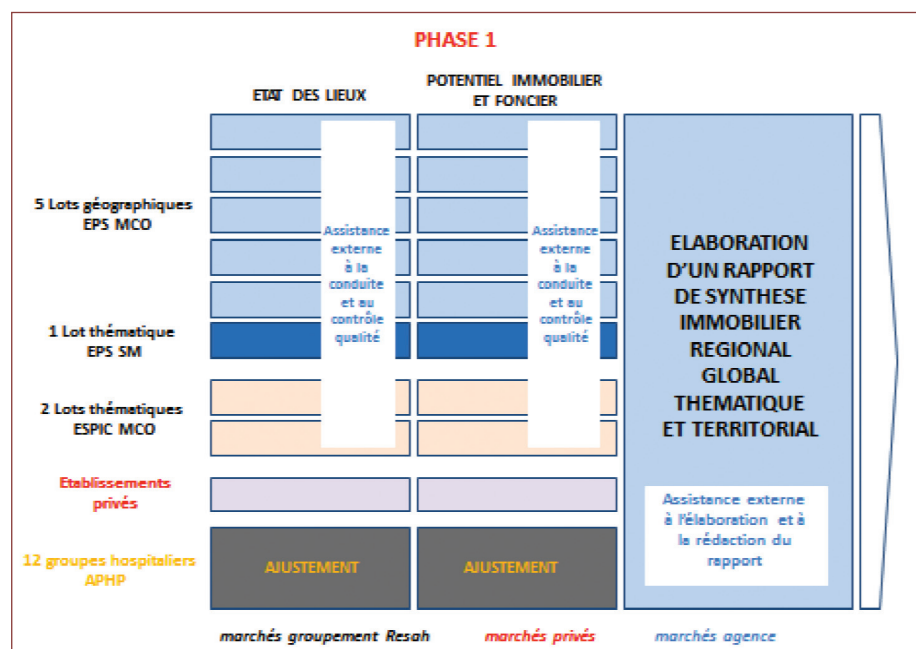 PHASE 1
ETAT DES LIEUX
POTENTIEL IMMOBILIER
ET FONCIER
5 Lots géographiques
EPS MCO
1 Lot thématique
EPS SM
2 Lots thématiques
ESPIC MCO
Etablissements
privés
12 groupes hospitaliers
APHP
Assistance
externe
à la
conduite
et au
contrôle
qualité
Assistance
externe
à la
conduite
et au
contrôle
qualité
AJUSTEMENT
AJUSTEMENT
ELABORATION
D'UN RAPPORT
DE SYNTHESE
IMMOBILIER
REGIONAL
GLOBAL
THEMATIQUE
ET TERRITORIAL
Assistance externe
à l'élaboration et à
la rédaction du
rapport
marchés groupement Resah
marchés privés
marchés agence